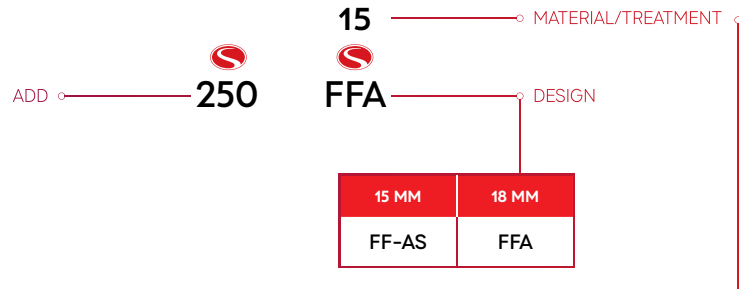 15 MATERIAL/TREATMENT
ADD 250 FFA DESIGN
15 MM 18 MM
FF-AS FFA